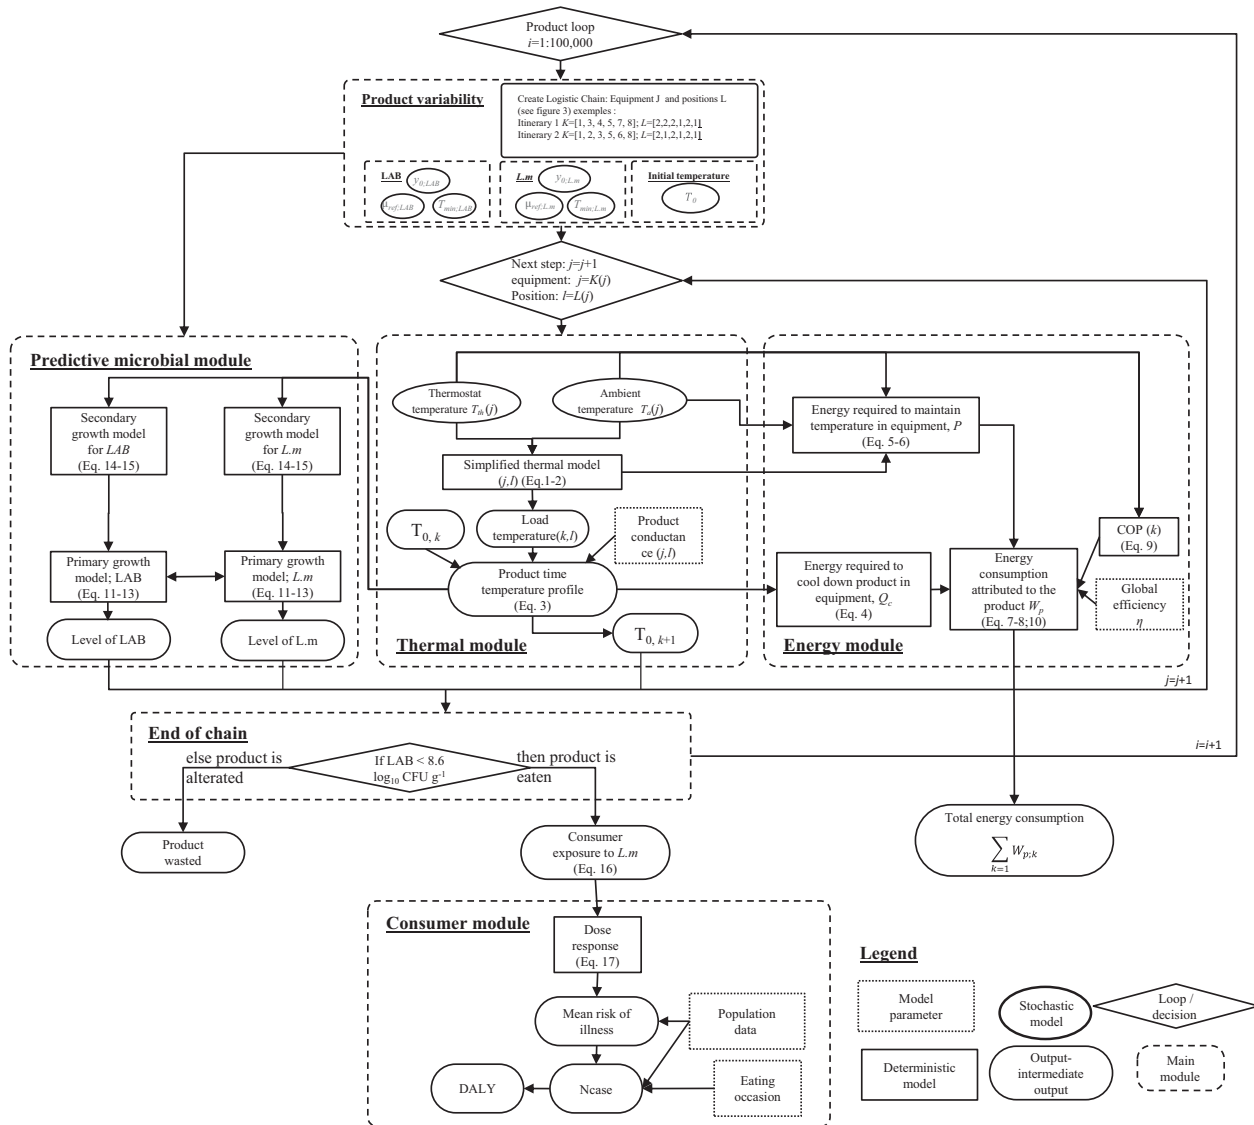 Product loop
i=1:100,000
Product variability
Create Logistic Chain: Equipment J and positions L
(see figure 3) exemples :
Itinerary 1 K=[1, 3, 4, 5, 7, 8]; L=[2,2,2,1,2,1]
Itinerary 2 K=[1, 2, 3, 5, 6, 8]; L=[2,1,2,1,2,1]
LAB
y0;LAB
μref;LAB
Tmin;LAB
L.m
y0;L.m
μref;L.m
Tmin;L.m
Initial temperature
T0
Next step: j=j+1
equipment: j=K(j)
Position: l=L(j)
Predictive microbial module
Secondary
growth model
for LAB
(Eq. 14-15)
Secondary
growth model
for L.m
(Eq. 14-15)
Primary growth
model; LAB
(Eq. 11-13)
Primary growth
model; L.m
(Eq. 11-13)
Level of LAB
Level of L.m
Thermostat
temperature Tth(j)
Ambient
temperature Ta(j)
Simplified thermal model
(j,l) (Eq.1-2)
T0, k
Load
temperature(k,l)
Product
conductan
ce (j,l)
Product time
temperature profile
(Eq. 3)
T0, k+1
Thermal module
Energy required to maintain
temperature in equipment, P
(Eq. 5-6)
COP (k)
(Eq. 9)
Energy required to
cool down product in
equipment, Qc
(Eq. 4)
Energy
consumption
attributed to the
product Wp
(Eq. 7-8;10)
Global
efficiency
η
Energy module
j=j+1
End of chain
else product is
alterated
If LAB < 8.6
log10 CFU g-1
then product is
eaten
i=i+1
Product
wasted
Consumer
exposure to L.m
(Eq. 16)
Total energy consumption
∑ Wp;k
k=1
Consumer module
Dose
response
(Eq. 17)
Mean risk of
illness
Population
data
DALY
Ncase
Eating
occasion
Legend
Model
parameter
Stochastic
model
Loop /
decision
Deterministic
model
Output-
intermediate
output
Main
module